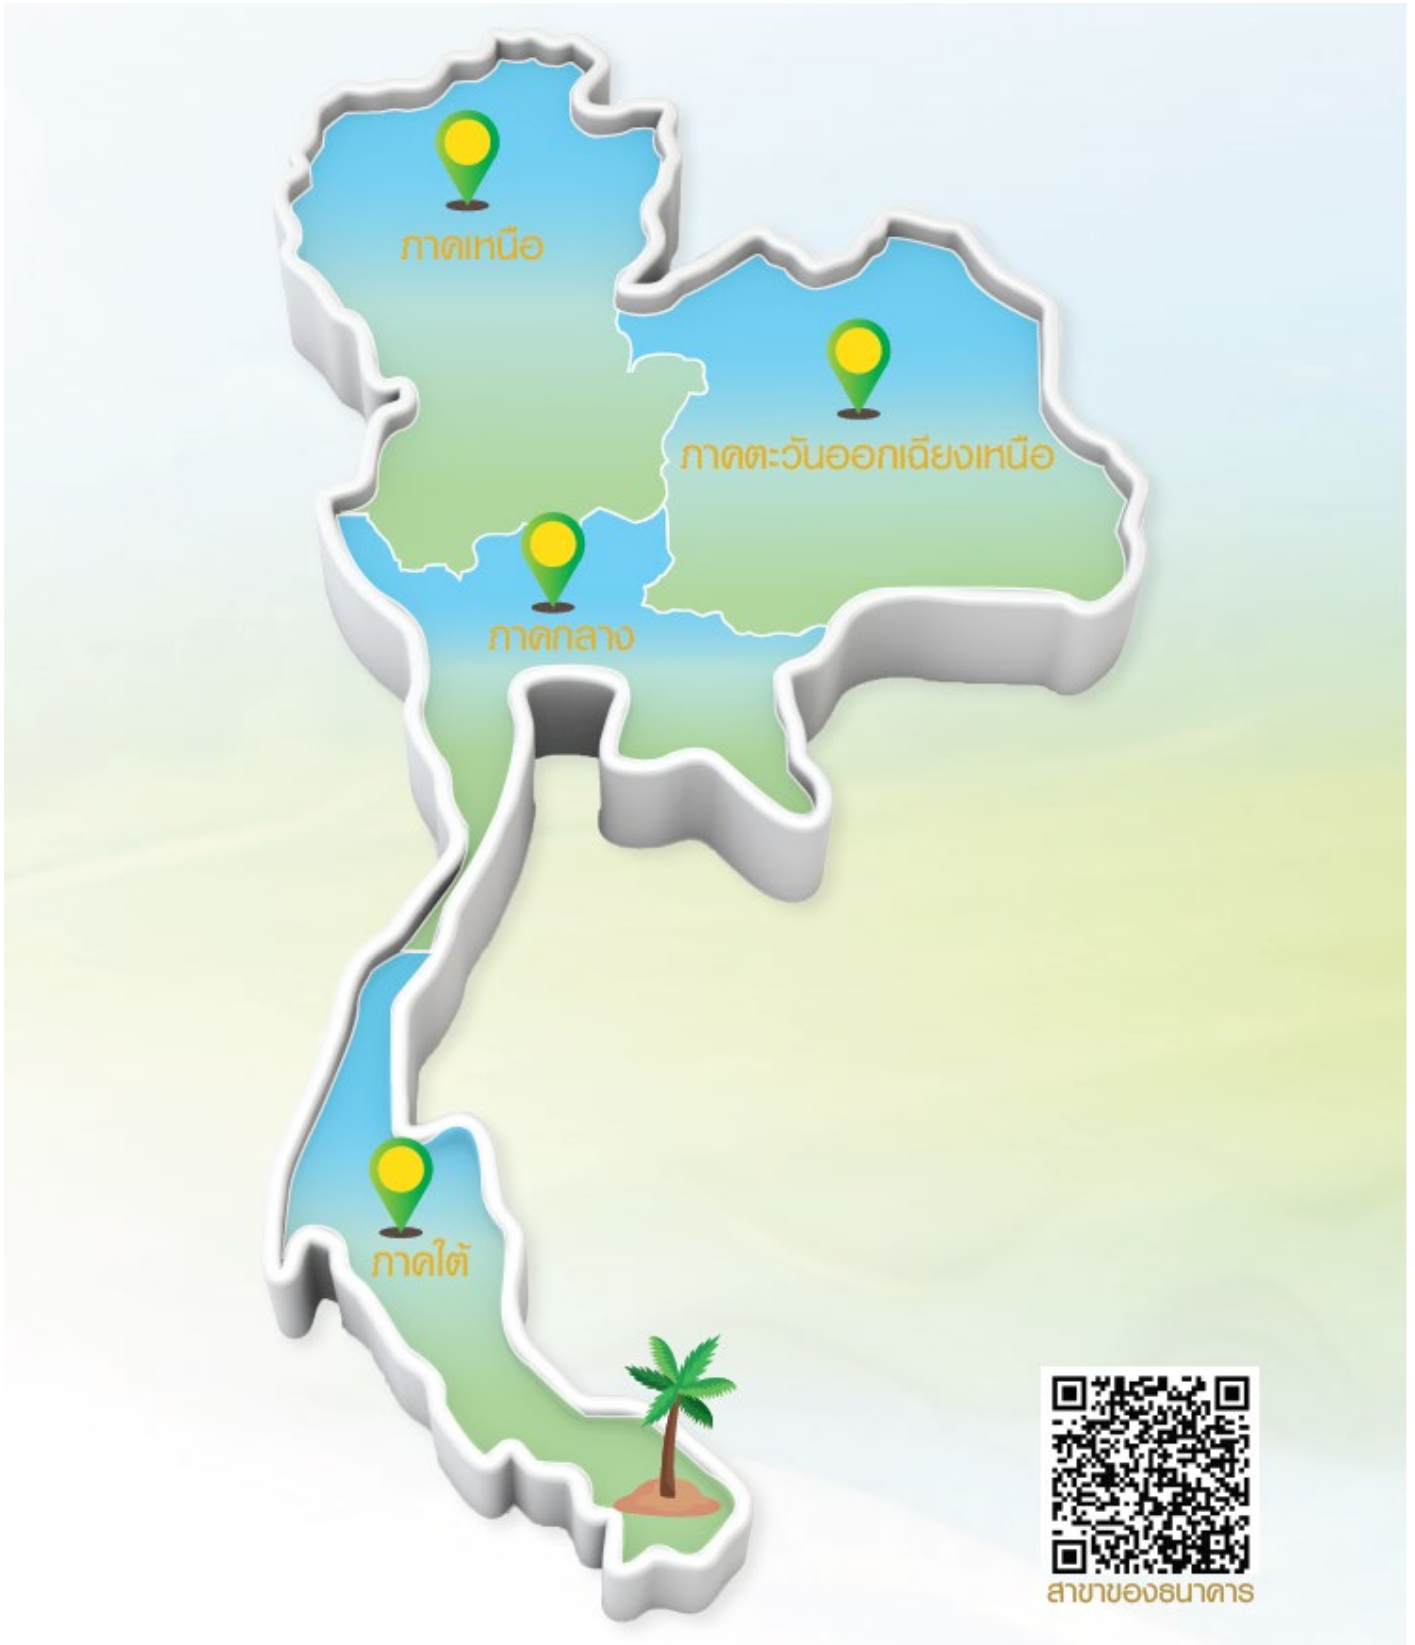 ภาคเหนือ
ภาคตะวันออกเฉียงเหนือ
ภาคกลาง
ภาคใต้
สาขาของธนาคาร